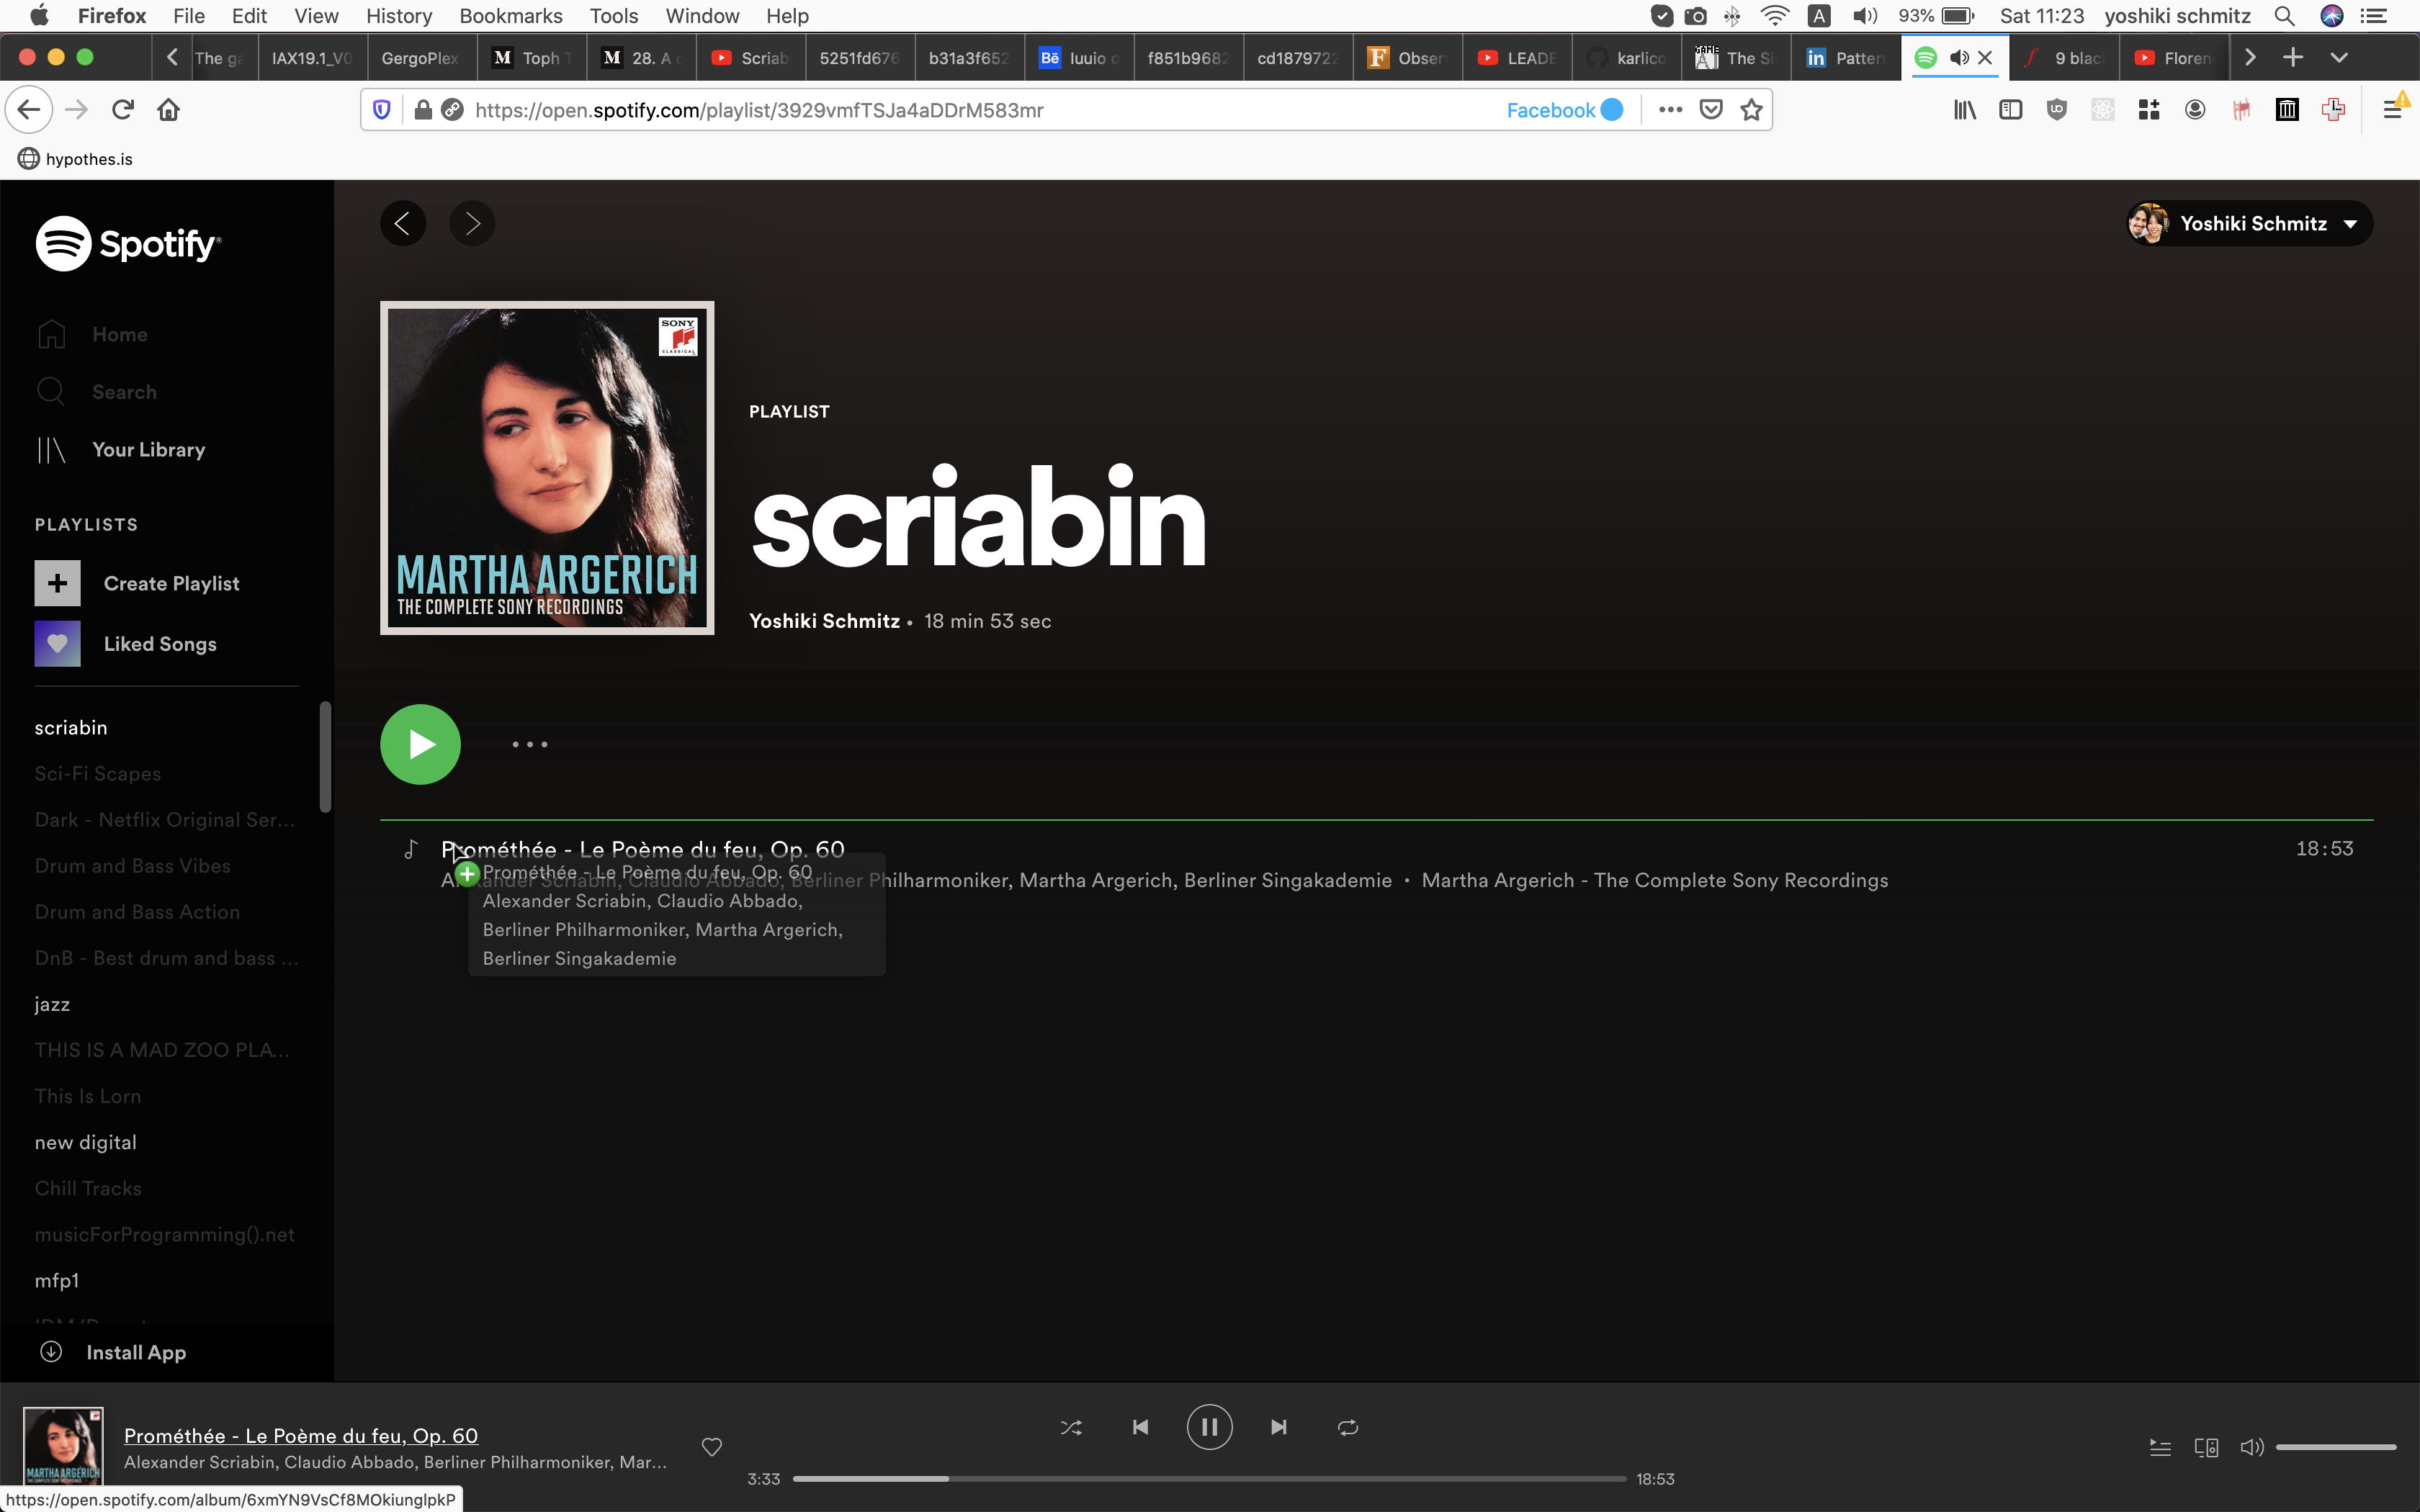 Firefox File Edit View History Bookmarks Tools Window Help
A 93% Sat 11:23 yoshiki schmitz
The ga IAX19.1_V0 GergoPlex M Toph T M 28. A c Scriab 5251fd676 b31a3f652 Bē luuio c f851b9682 cd1879722 F Obser LEADE karlico The Si in Patter 9 blac Floren
https://open.spotify.com/playlist/3929vmfTSJa4aDDrM583mr Facebook
hypothes.is
Spotify
Yoshiki Schmitz
Home
Search
Your Library
PLAYLISTS
Create Playlist
Liked Songs
scriabin
Sci-Fi Scapes
Dark - Netflix Original Ser...
Drum and Bass Vibes
Drum and Bass Action
DnB - Best drum and bass ...
jazz
THIS IS A MAD ZOO PLA...
This Is Lorn
new digital
Chill Tracks
musicForProgramming().net
mfp1
Install App
SONY
CLASSICAL
MARTHA ARGERICH
THE COMPLETE SONY RECORDINGS
PLAYLIST
scriabin
Yoshiki Schmitz • 18 min 53 sec
Prométhée - Le Poème du feu, Op. 60 18:53
Alexander Scriabin, Claudio Abbado, Berliner Philharmoniker, Martha Argerich, Berliner Singakademie • Martha Argerich - The Complete Sony Recordings
Prométhée - Le Poème du feu, Op. 60
Alexander Scriabin, Claudio Abbado,
Berliner Philharmoniker, Martha Argerich,
Berliner Singakademie
MARTHA ARGERICH
Prométhée - Le Poème du feu, Op. 60
Alexander Scriabin, Claudio Abbado, Berliner Philharmoniker, Mar...
3:33 18:53
https://open.spotify.com/album/6xmYN9VsCf8MOkiunglpkP